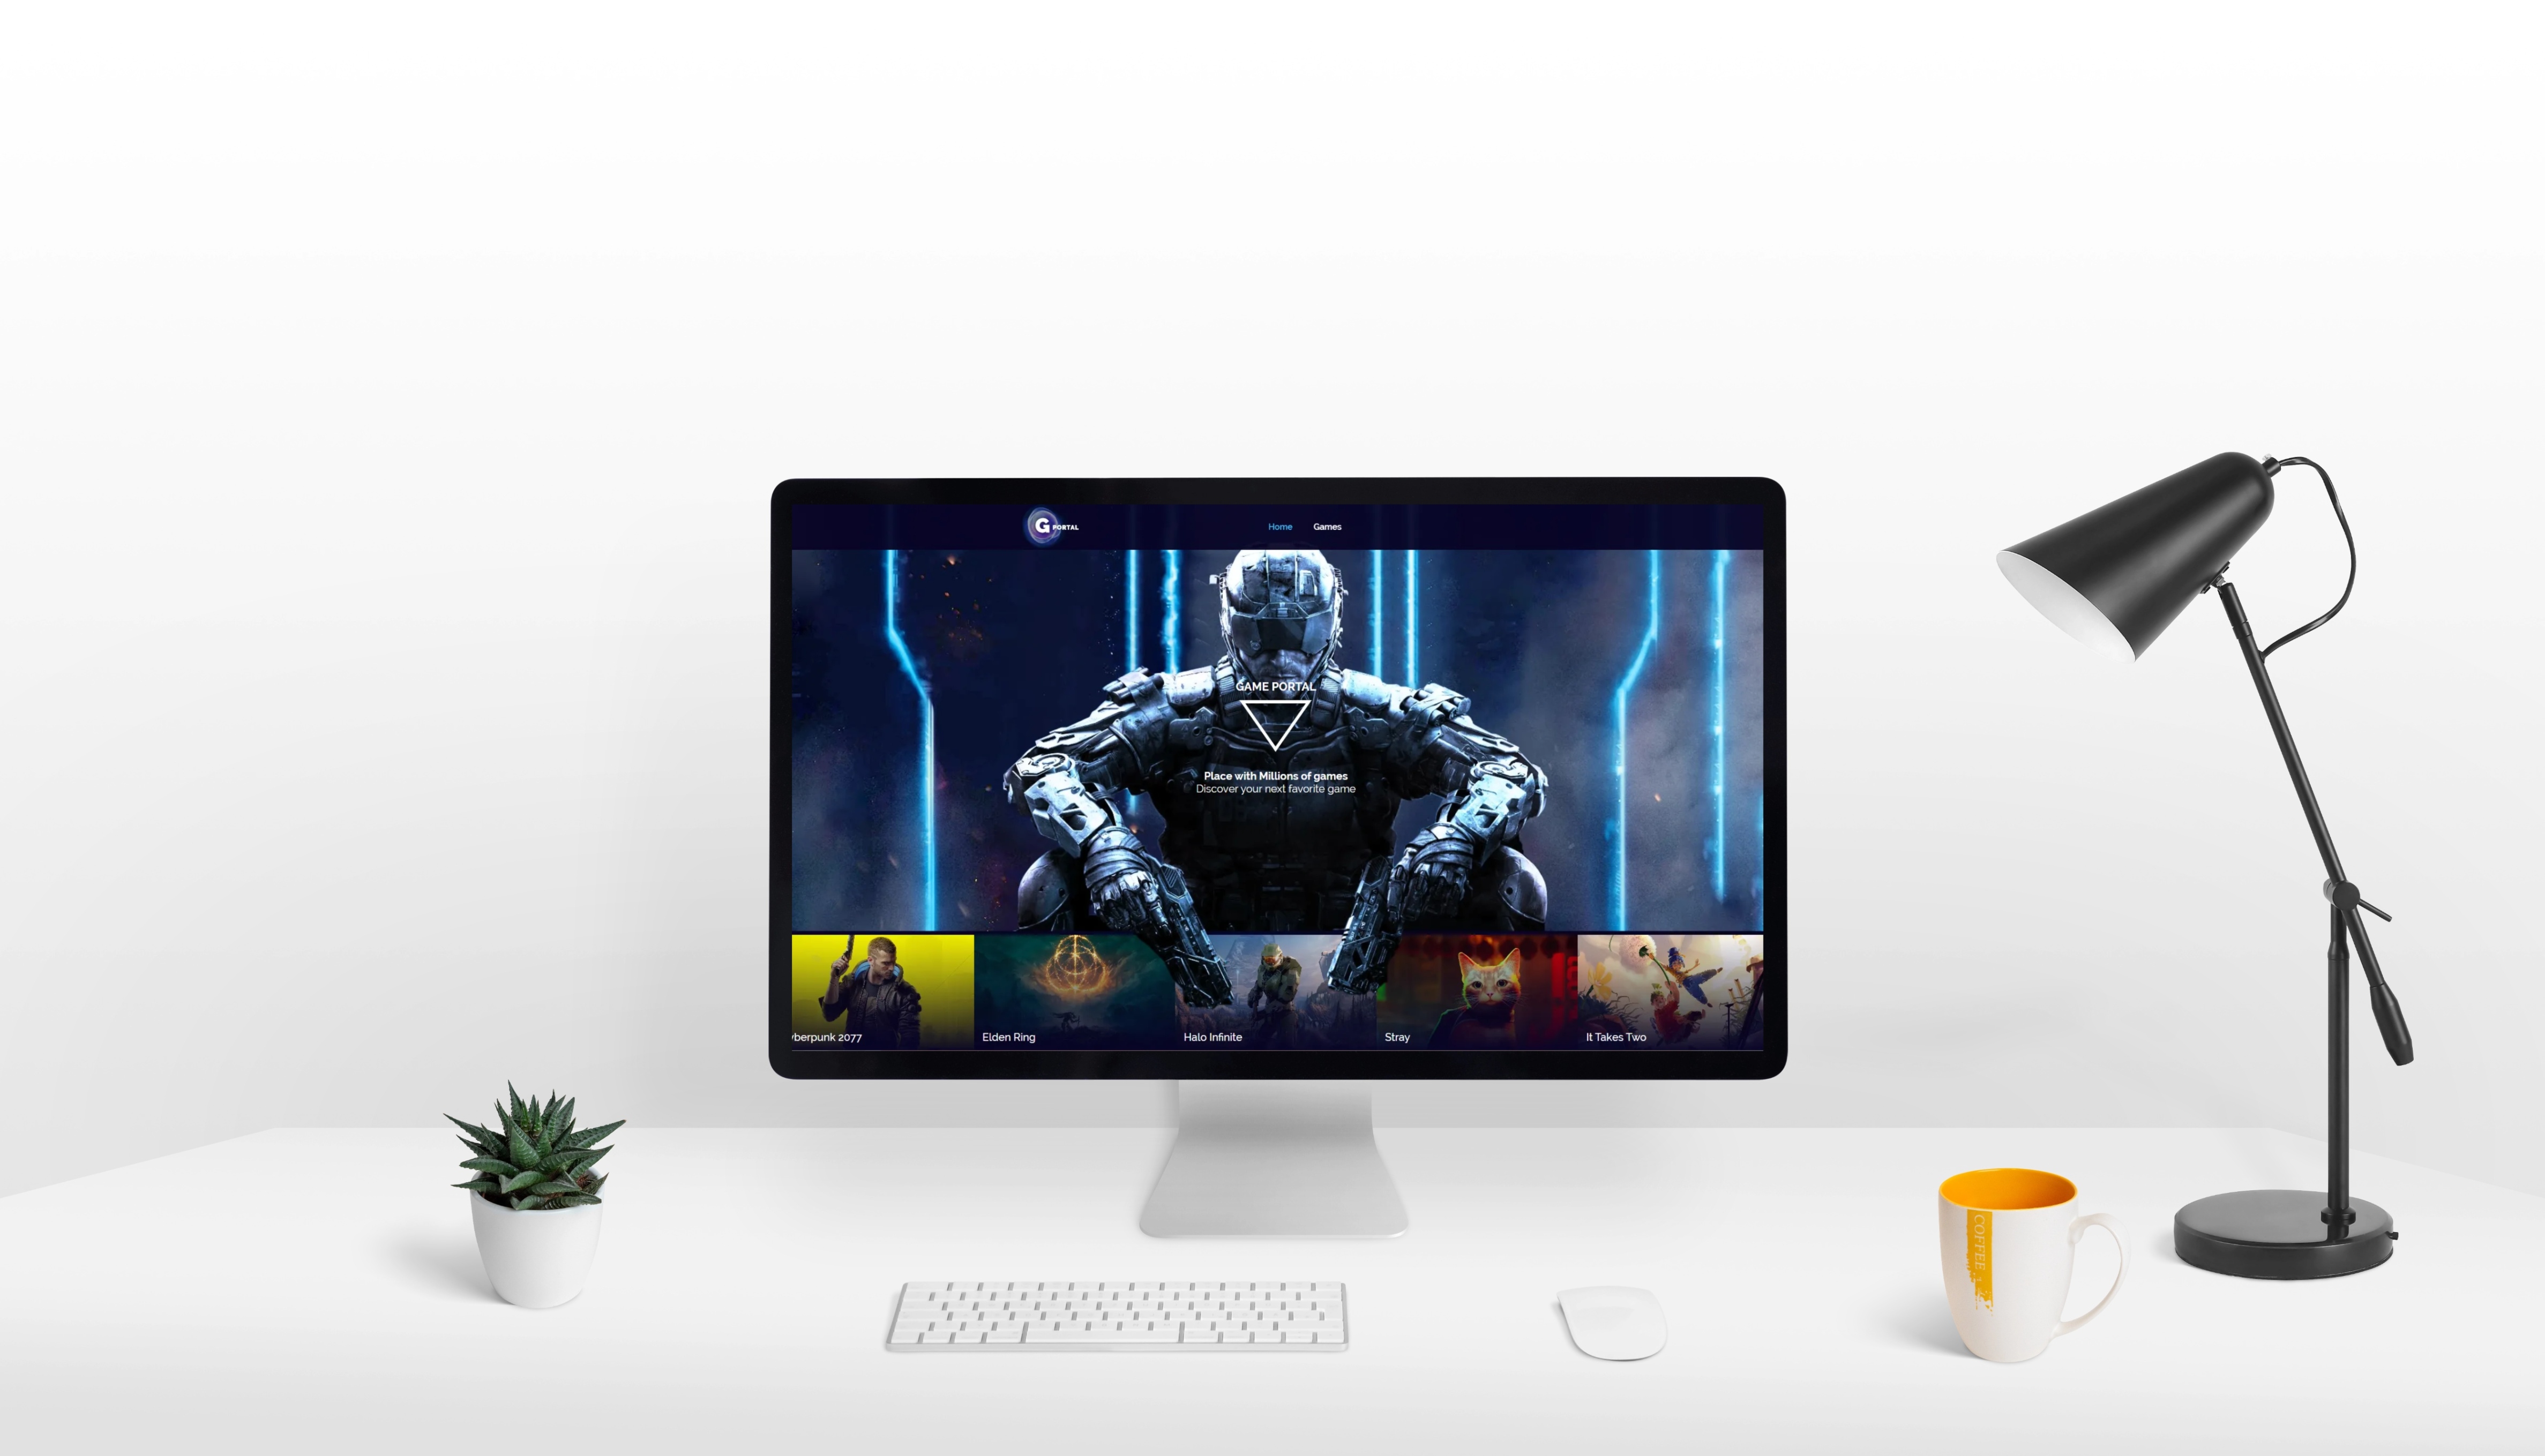 G PORTAL
Home Games
GAME PORTAL
Place with Millions of games
Discover your next favorite game
yberpunk 2077
Elden Ring
Halo Infinite
Stray
It Takes Two
COFFEE